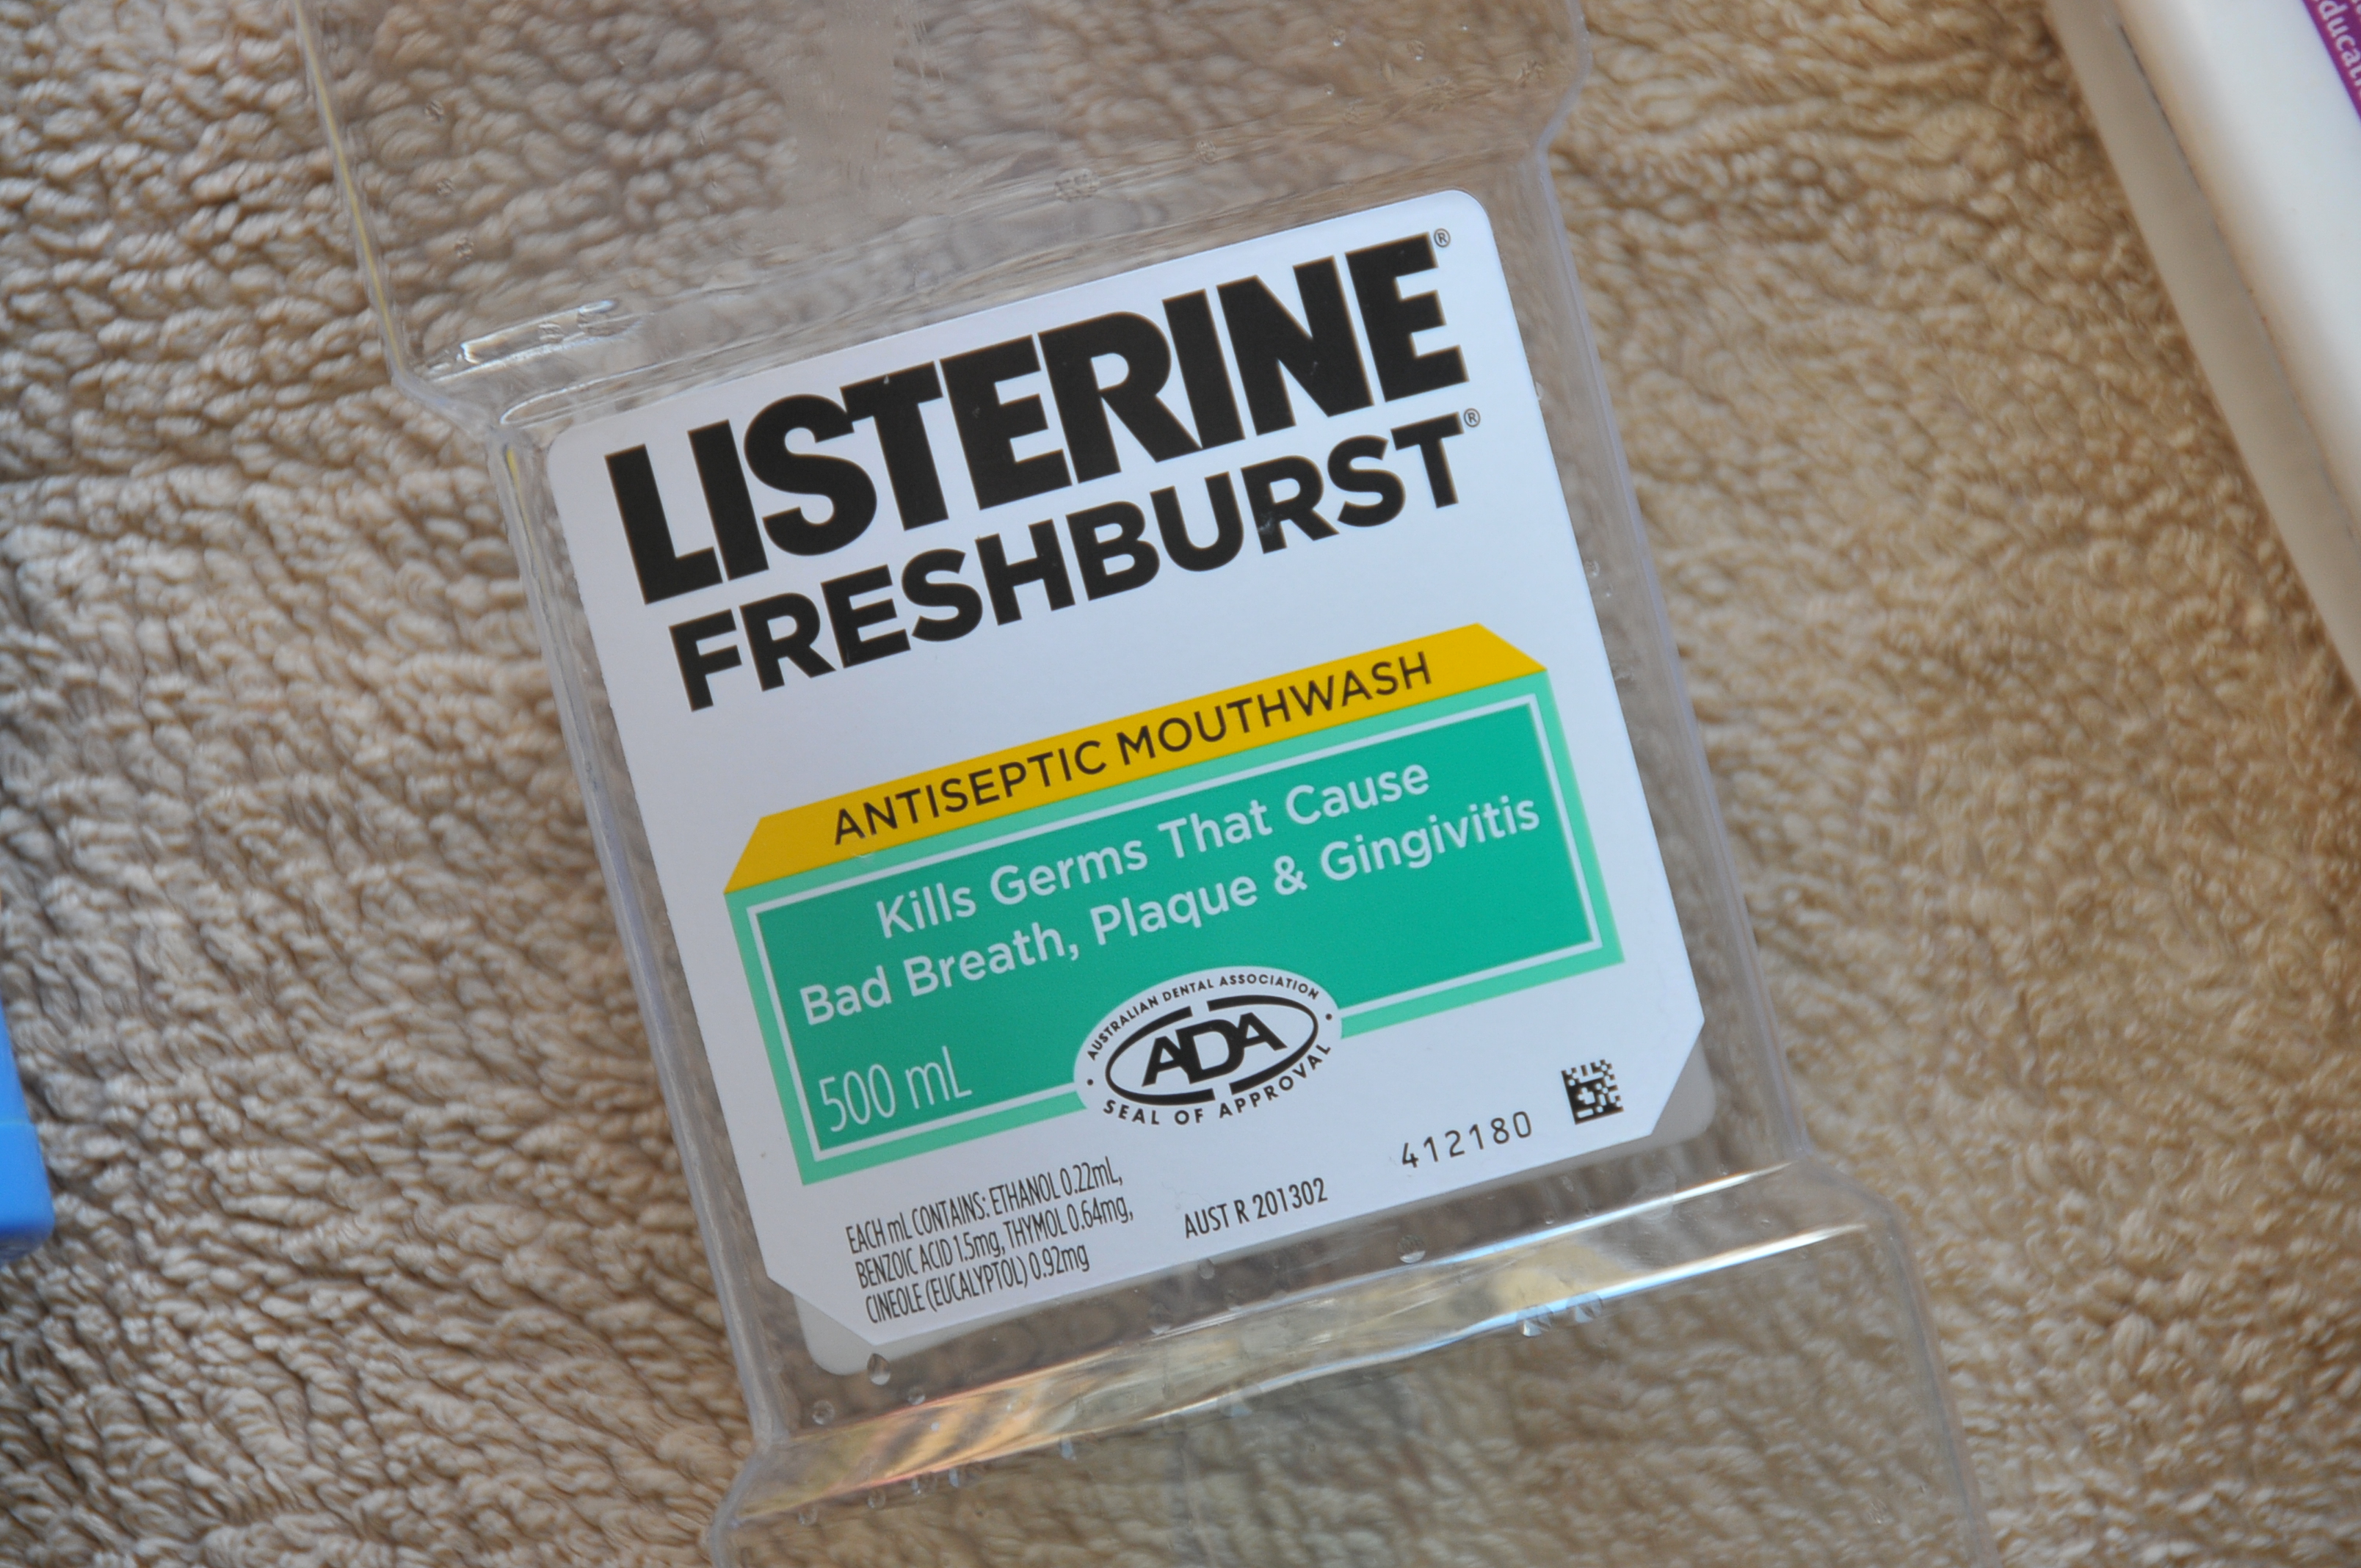 LISTERINE®
FRESHBURST®
ANTISEPTIC MOUTHWASH
Kills Germs That Cause
Bad Breath, Plaque & Gingivitis
500 mL
AUSTRALIAN DENTAL ASSOCIATION
ADA
SEAL OF APPROVAL
EACH mL CONTAINS: ETHANOL 0.22mL,
BENZOIC ACID 1.5mg, THYMOL 0.64mg,
CINEOLE (EUCALYPTOL) 0.92mg
AUST R 201302
412180